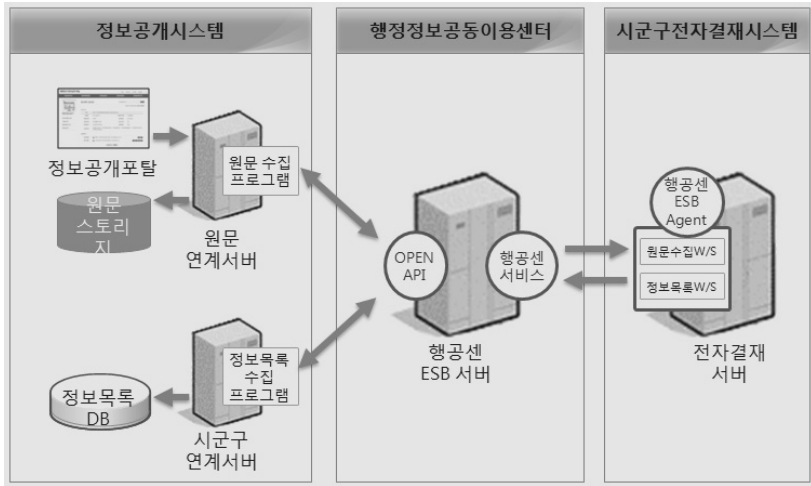 정보공개시스템
행정정보공동이용센터
시군구전자결재시스템
정보공개포탈
원문 수집
프로그램
원문
스토리
지
원문
연계서버
정보목록
수집
프로그램
정보목록
DB
시군구
연계서버
OPEN
API
행공센
서비스
행공센
ESB 서버
행공센
ESB
Agent
원문수집W/S
정보목록W/S
전자결재
서버